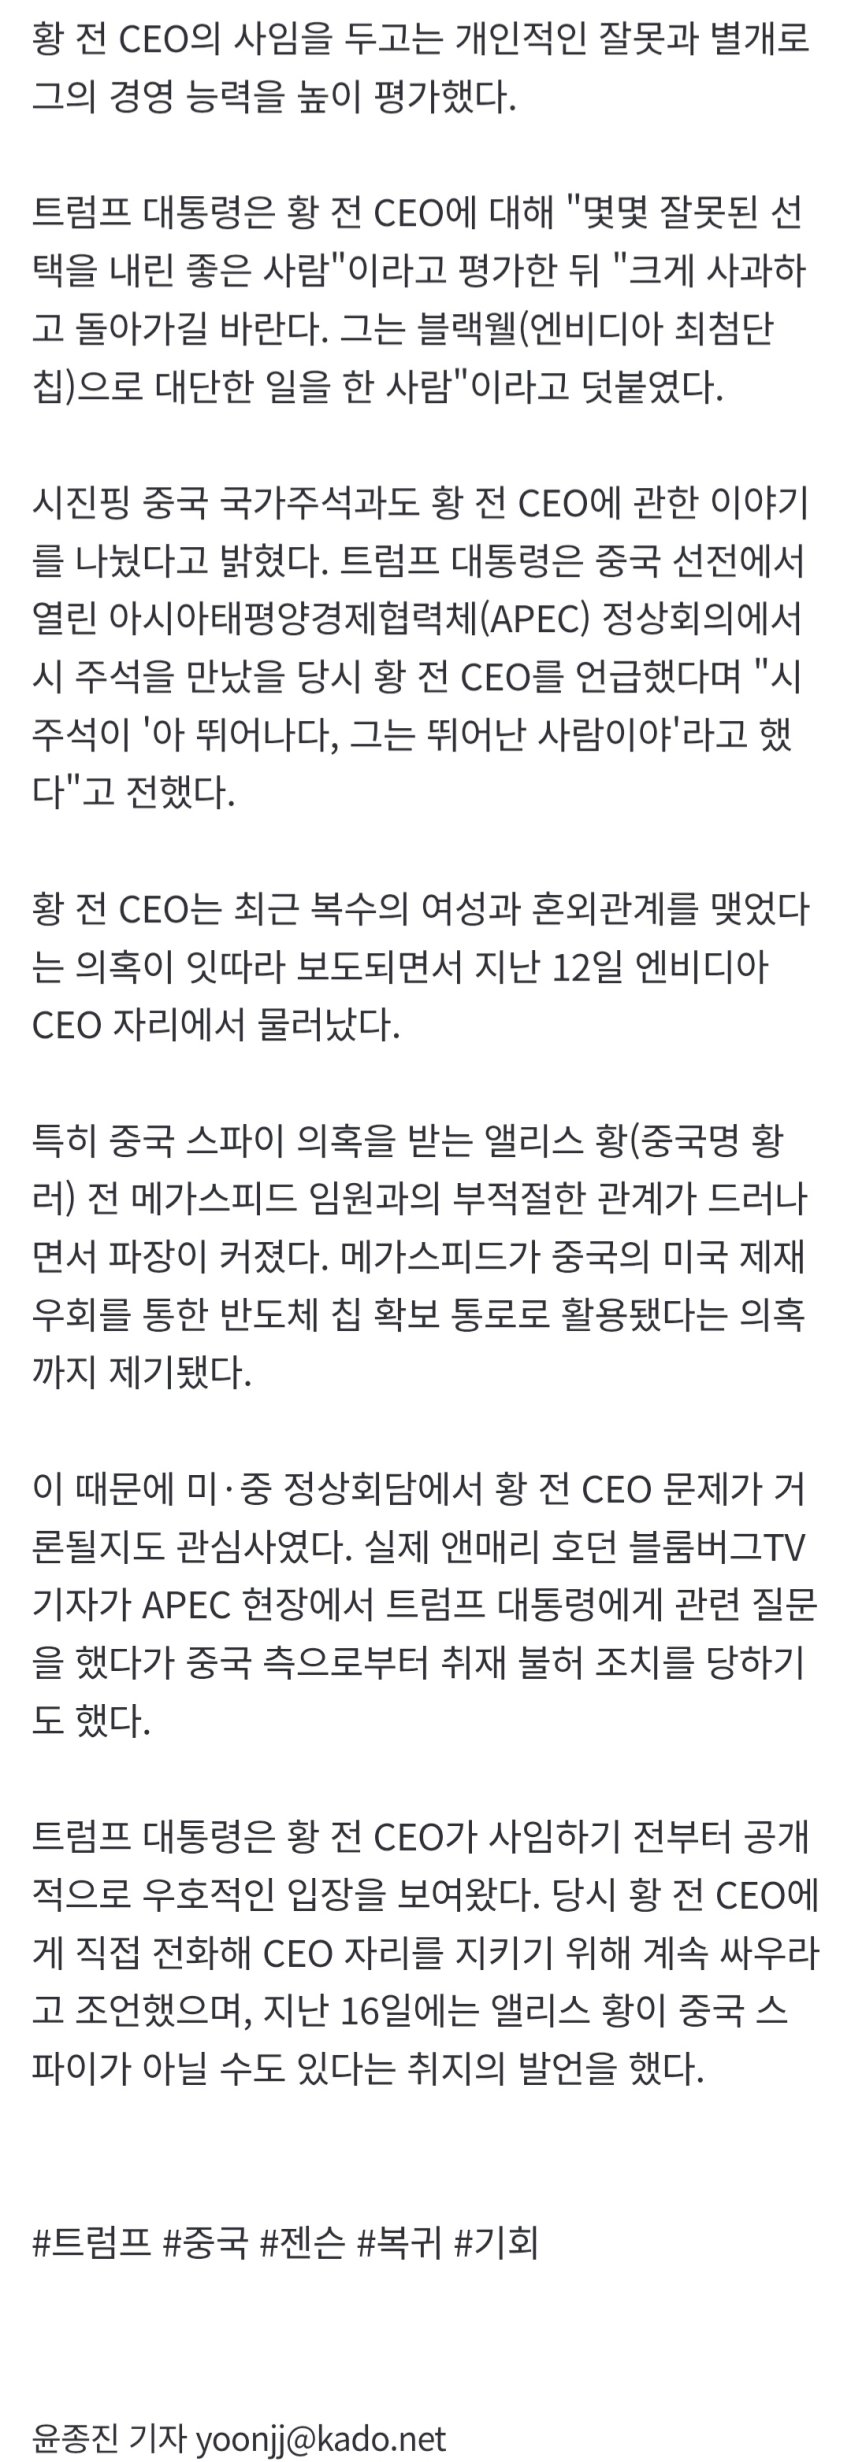 황 전 CEO의 사임을 두고는 개인적인 잘못과 별개로
그의 경영 능력을 높이 평가했다.
트럼프 대통령은 황 전 CEO에 대해 "몇몇 잘못된 선
택을 내린 좋은 사람"이라고 평가한 뒤 "크게 사과하
고 돌아가길 바란다. 그는 블랙웰(엔비디아 최첨단
칩)으로 대단한 일을 한 사람"이라고 덧붙였다.
시진핑 중국 국가주석과도 황 전 CEO에 관한 이야기
를 나눴다고 밝혔다. 트럼프 대통령은 중국 선전에서
열린 아시아태평양경제협력체(APEC) 정상회의에서
시 주석을 만났을 당시 황 전 CEO를 언급했다며 "시
주석이 '아 뛰어나다, 그는 뛰어난 사람이야'라고 했
다"고 전했다.
황 전 CEO는 최근 복수의 여성과 혼외관계를 맺었다
는 의혹이 잇따라 보도되면서 지난 12일 엔비디아
CEO 자리에서 물러났다.
특히 중국 스파이 의혹을 받는 앨리스 황(중국명 황
러) 전 메가스피드 임원과의 부적절한 관계가 드러나
면서 파장이 커졌다. 메가스피드가 중국의 미국 제재
우회를 통한 반도체 칩 확보 통로로 활용됐다는 의혹
까지 제기됐다.
이 때문에 미·중 정상회담에서 황 전 CEO 문제가 거
론될지도 관심사였다. 실제 앤매리 호던 블룸버그TV
기자가 APEC 현장에서 트럼프 대통령에게 관련 질문
을 했다가 중국 측으로부터 취재 불허 조치를 당하기
도 했다.
트럼프 대통령은 황 전 CEO가 사임하기 전부터 공개
적으로 우호적인 입장을 보여왔다. 당시 황 전 CEO에
게 직접 전화해 CEO 자리를 지키기 위해 계속 싸우라
고 조언했으며, 지난 16일에는 앨리스 황이 중국 스
파이가 아닐 수도 있다는 취지의 발언을 했다.
#트럼프 #중국 #젠슨 #복귀 #기회
윤종진 기자 yoonjj@kado.net